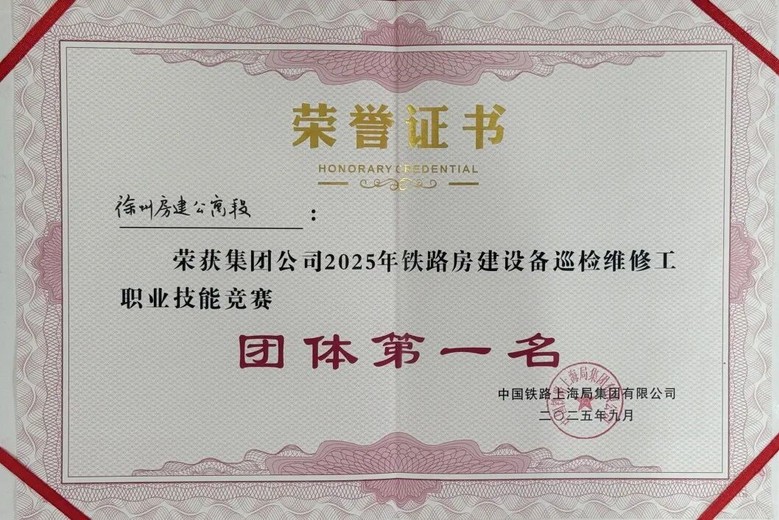 荣誉证书
HONORARY CREDENTIAL
徐州房建公寓段：
荣获集团公司2025年铁路房建设备巡检维修工
职业技能竞赛
团体第一名
中国铁路上海局集团有限公司
二〇二五年九月